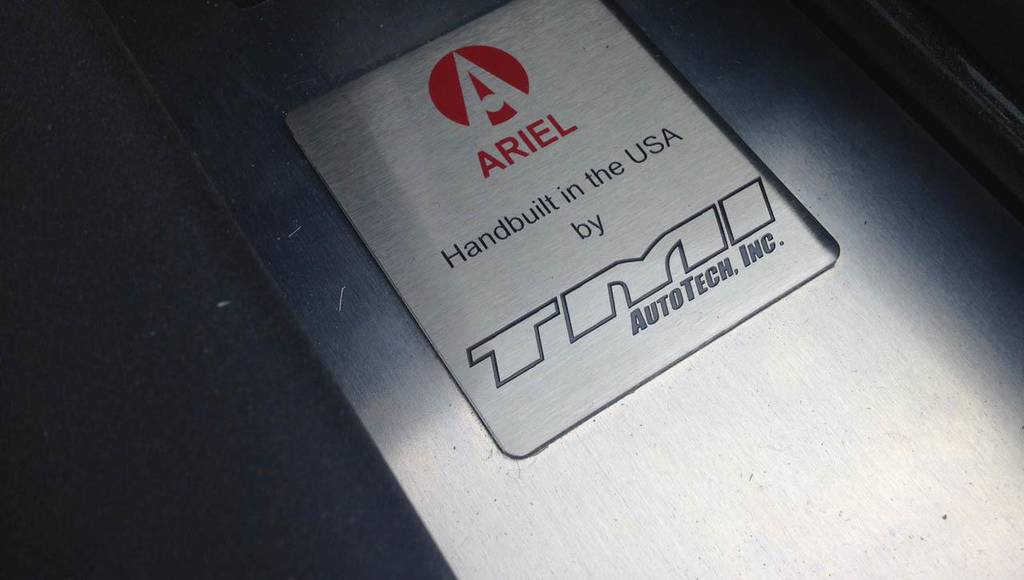 ARIEL
Handbuilt in the USA
by
TMI
AUTOTECH, INC.